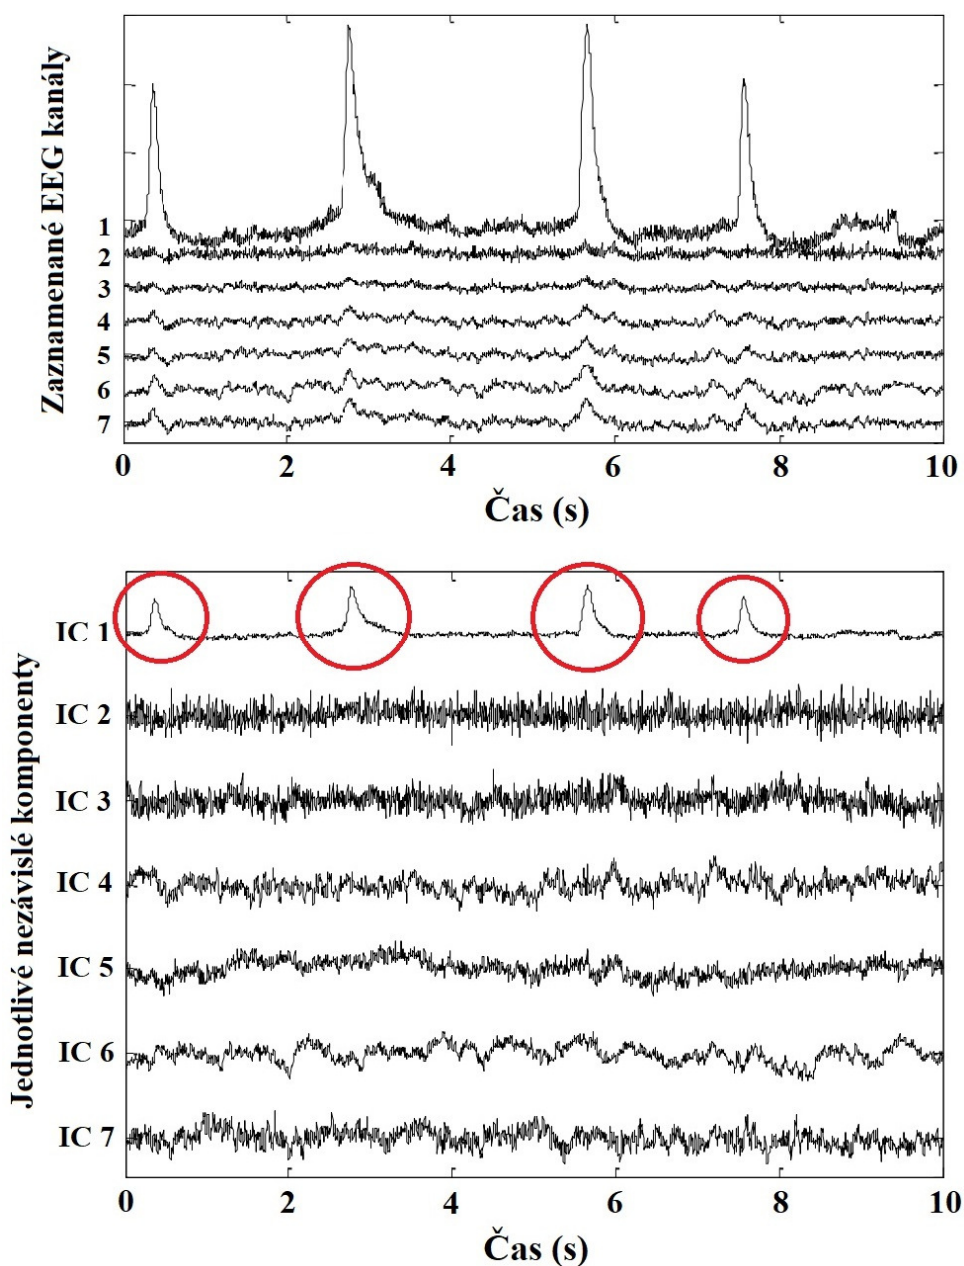 Zaznamenané EEG kanály
1
2
3
4
5
6
7
0 2 4 6 8 10
Čas (s)
Jednotlivé nezávislé komponenty
IC 1
IC 2
IC 3
IC 4
IC 5
IC 6
IC 7
0 2 4 6 8 10
Čas (s)